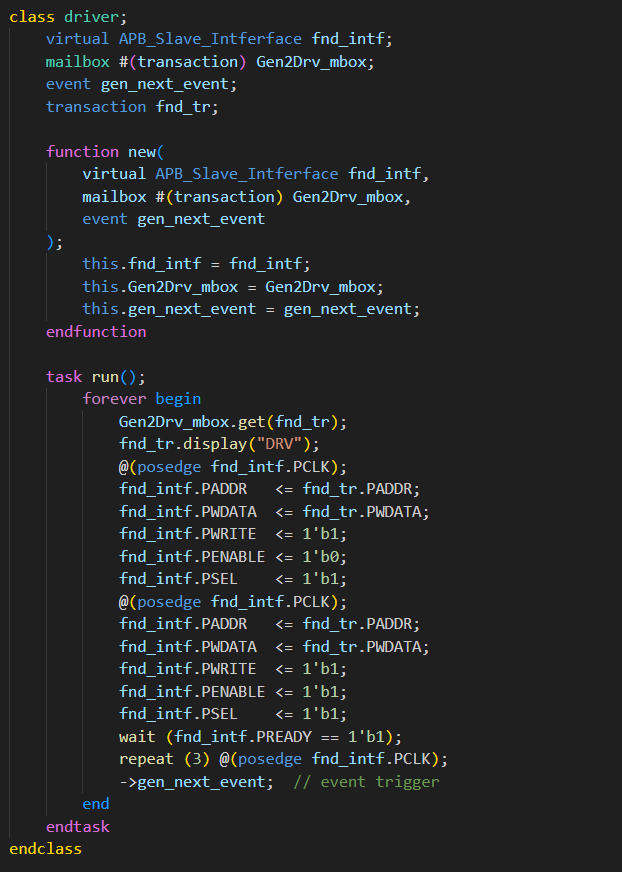 class driver;
    virtual APB_Slave_Intferface fnd_intf;
    mailbox #(transaction) Gen2Drv_mbox;
    event gen_next_event;
    transaction fnd_tr;

    function new(
        virtual APB_Slave_Intferface fnd_intf,
        mailbox #(transaction) Gen2Drv_mbox,
        event gen_next_event
    );
        this.fnd_intf = fnd_intf;
        this.Gen2Drv_mbox = Gen2Drv_mbox;
        this.gen_next_event = gen_next_event;
    endfunction

    task run();
        forever begin
            Gen2Drv_mbox.get(fnd_tr);
            fnd_tr.display("DRV");
            @(posedge fnd_intf.PCLK);
            fnd_intf.PADDR   <= fnd_tr.PADDR;
            fnd_intf.PWDATA  <= fnd_tr.PWDATA;
            fnd_intf.PWRITE  <= 1'b1;
            fnd_intf.PENABLE <= 1'b0;
            fnd_intf.PSEL    <= 1'b1;
            @(posedge fnd_intf.PCLK);
            fnd_intf.PADDR   <= fnd_tr.PADDR;
            fnd_intf.PWDATA  <= fnd_tr.PWDATA;
            fnd_intf.PWRITE  <= 1'b1;
            fnd_intf.PENABLE <= 1'b1;
            fnd_intf.PSEL    <= 1'b1;
            wait (fnd_intf.PREADY == 1'b1);
            repeat (3) @(posedge fnd_intf.PCLK);
            ->gen_next_event;  // event trigger
        end
    endtask
endclass